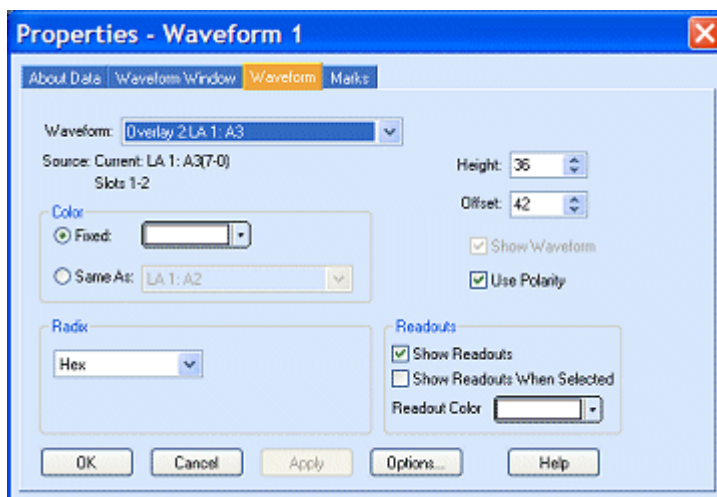 Properties - Waveform 1
About Data Waveform Window Waveform Marks
Waveform: Overlay 2 LA 1: A3
Source: Current: LA 1: A3(7-0)
Slots 1-2
Height: 36
Offset: 42
Color
Fixed:
Same As: LA 1: A2
Show Waveform
Use Polarity
Radix
Hex
Readouts
Show Readouts
Show Readouts When Selected
Readout Color
OK Cancel Apply Options... Help